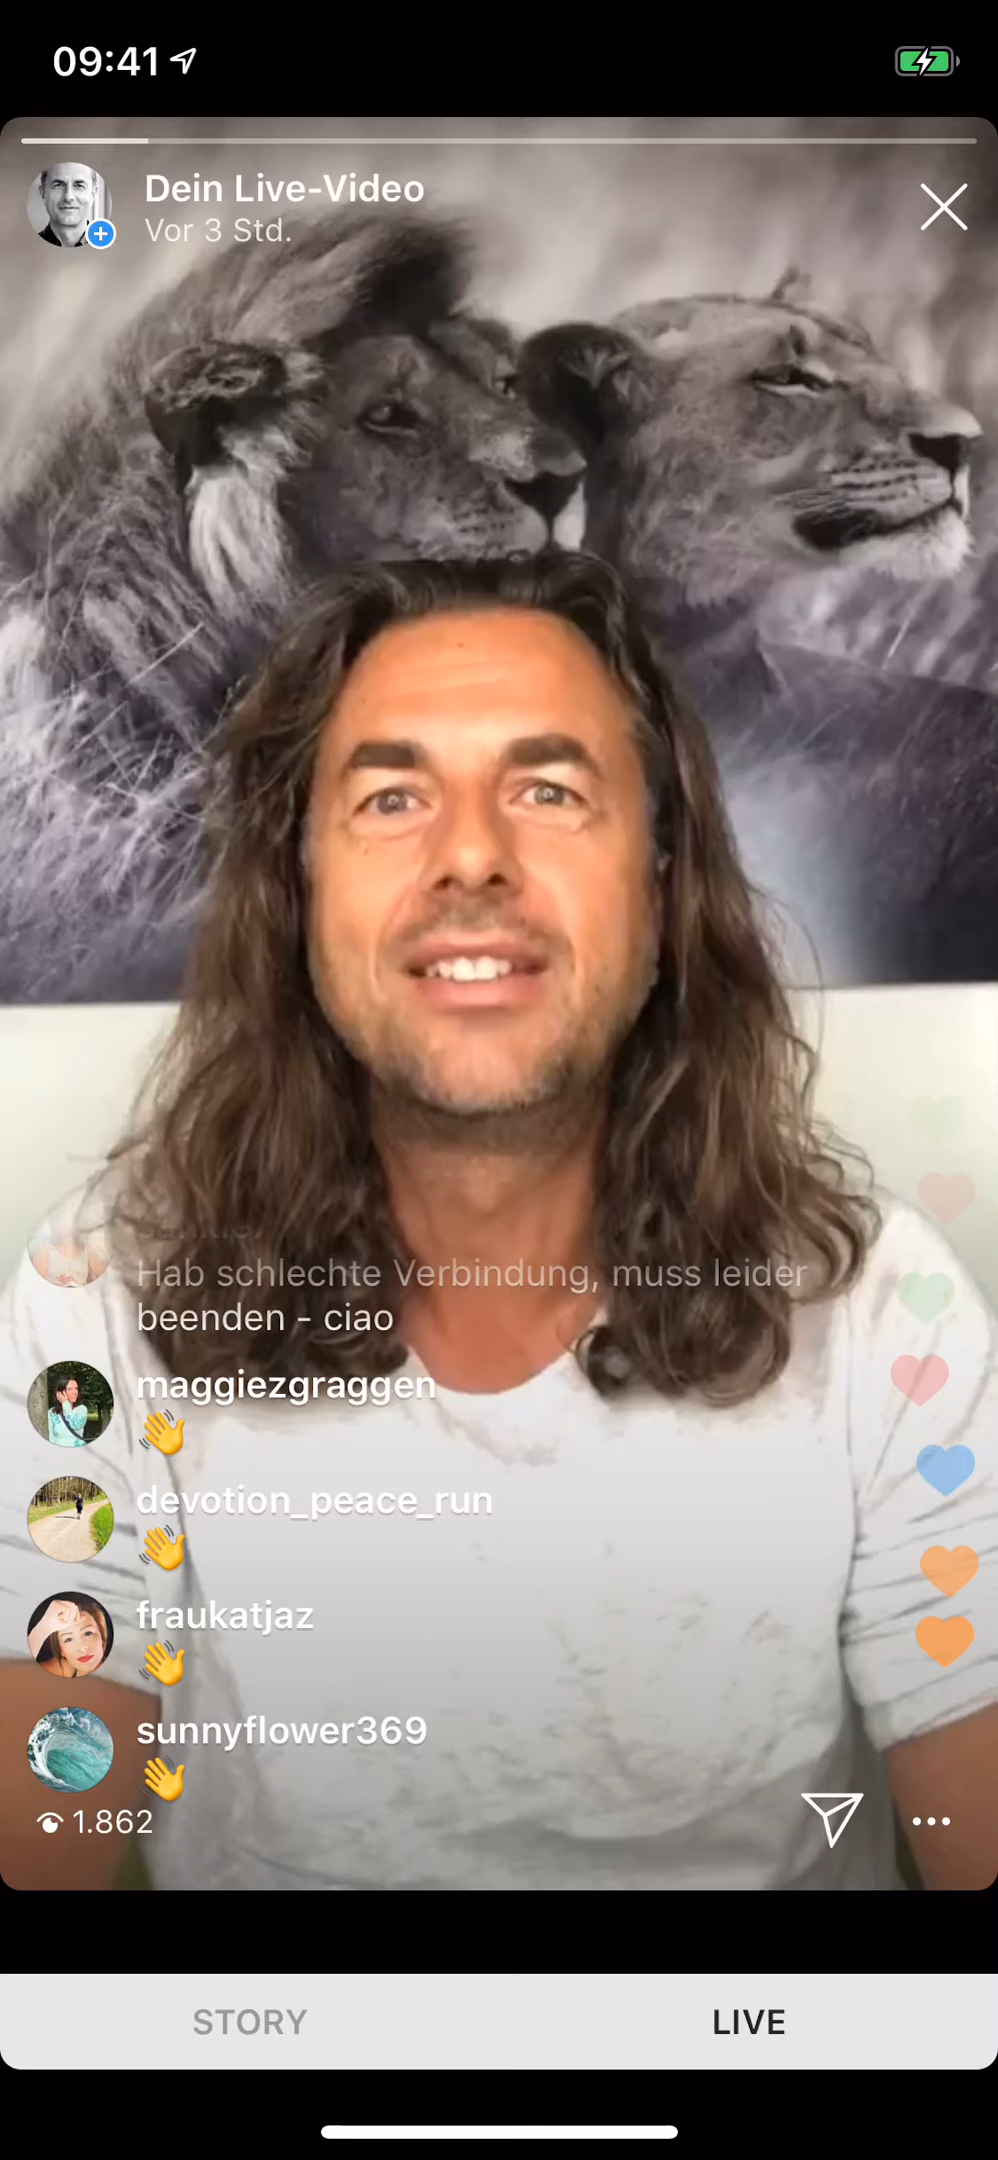 09:41
Dein Live-Video
Vor 3 Std.
Hab schlechte Verbindung, muss leider
beenden - ciao
maggiezgraggen
👋
devotion_peace_run
👋
fraukatjaz
👋
sunnyflower369
👋
1.862
STORY
LIVE